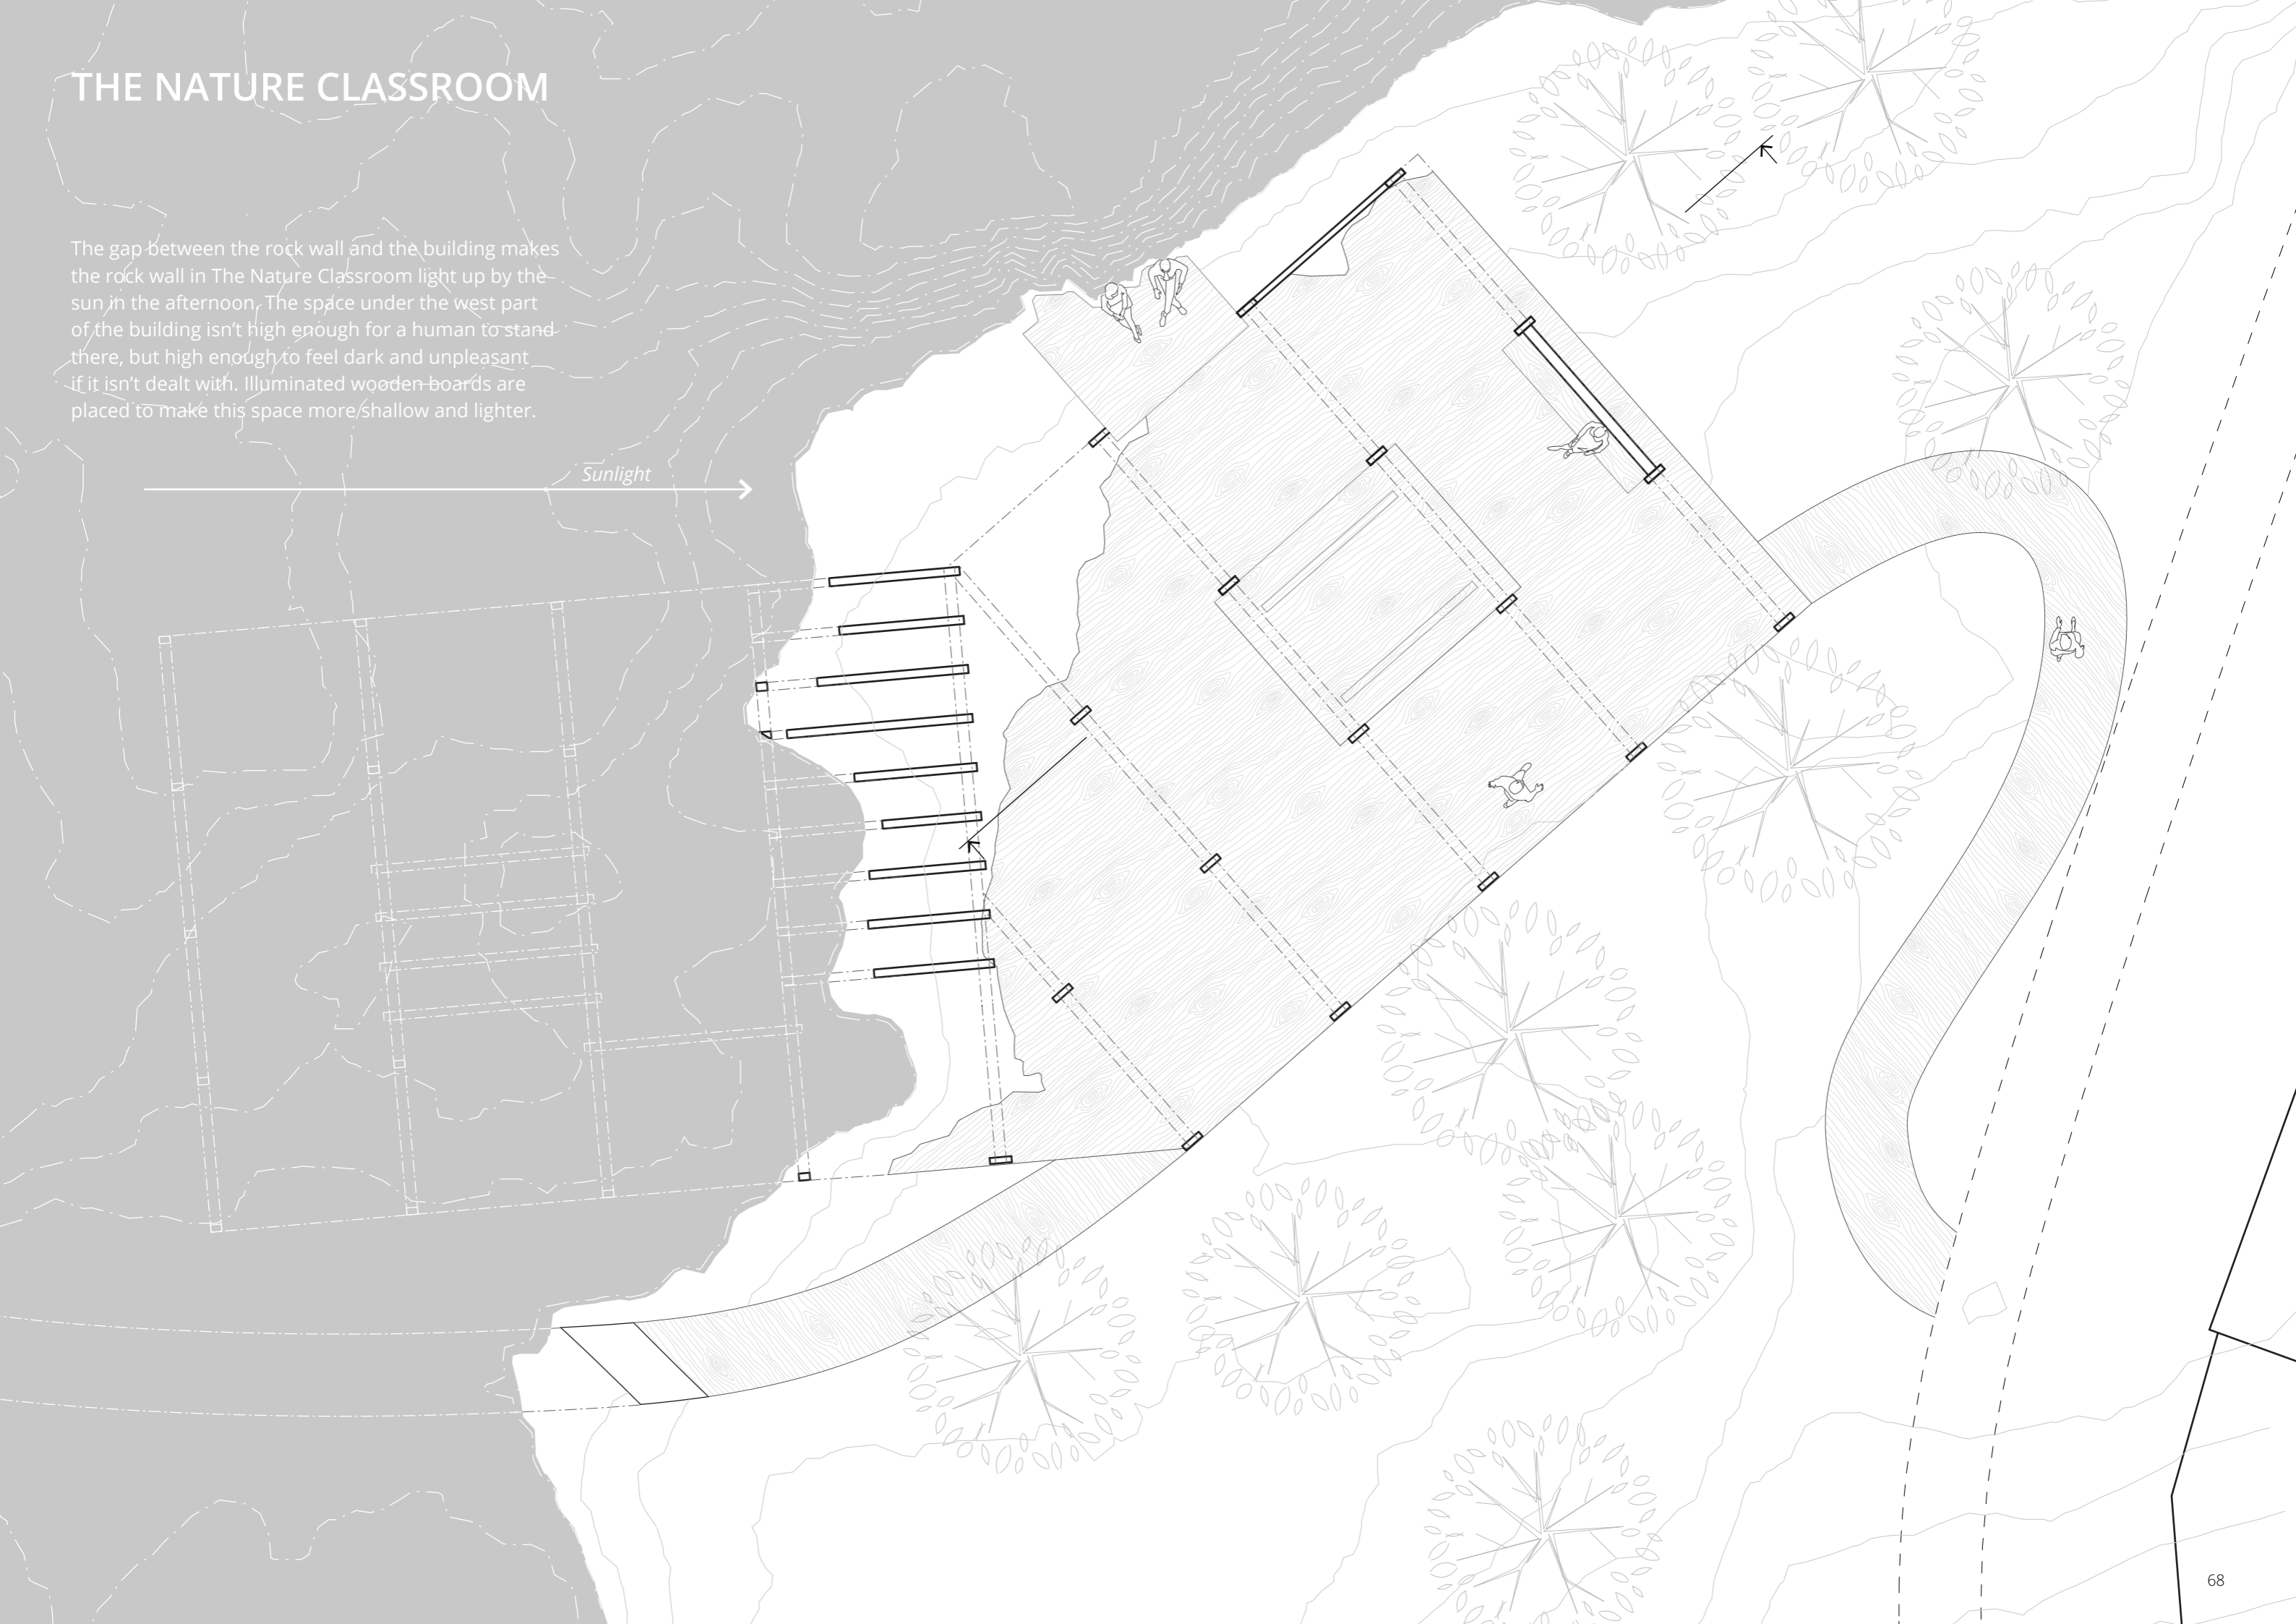 THE NATURE CLASSROOM
The gap between the rock wall and the building makes
the rock wall in The Nature Classroom light up by the
sun in the afternoon. The space under the west part
of the building isn't high enough for a human to stand
there, but high enough to feel dark and unpleasant
if it isn't dealt with. Illuminated wooden boards are
placed to make this space more shallow and lighter.
Sunlight
68